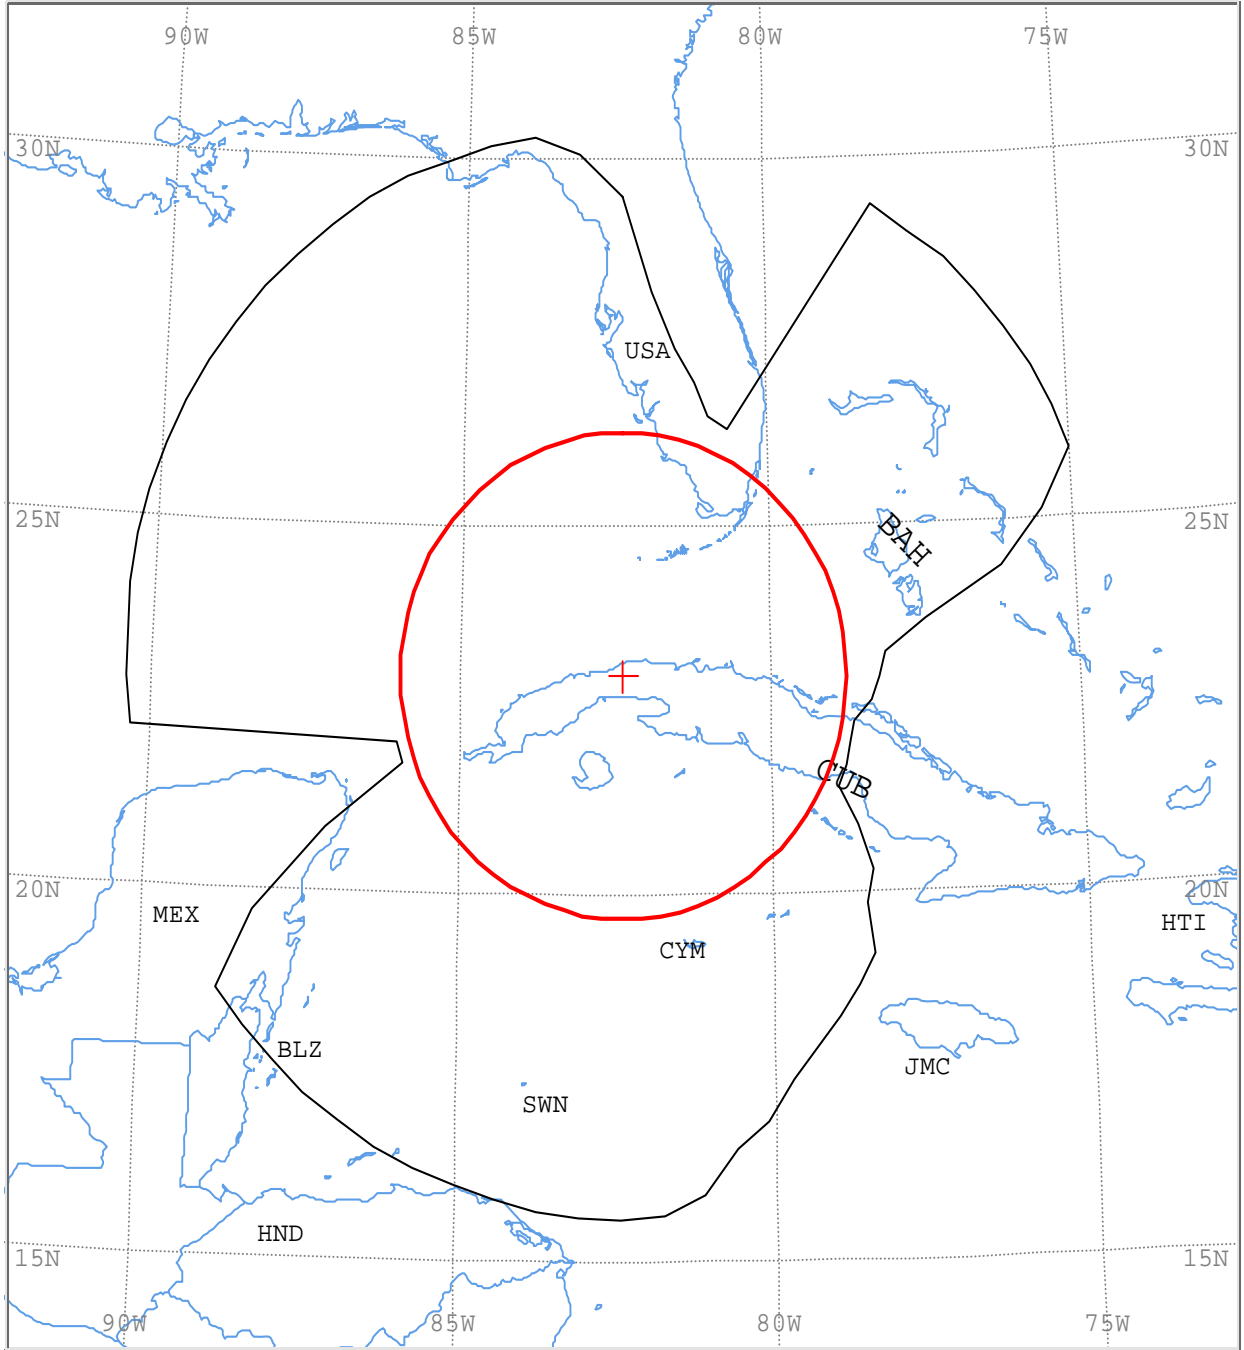 90W 85W 80W 75W
30N 30N
USA
25N 25N
BAH
CUB
20N 20N
MEX HTI
CYM
BLZ JMC
SWN
HND
15N 15N
90W 85W 80W 75W